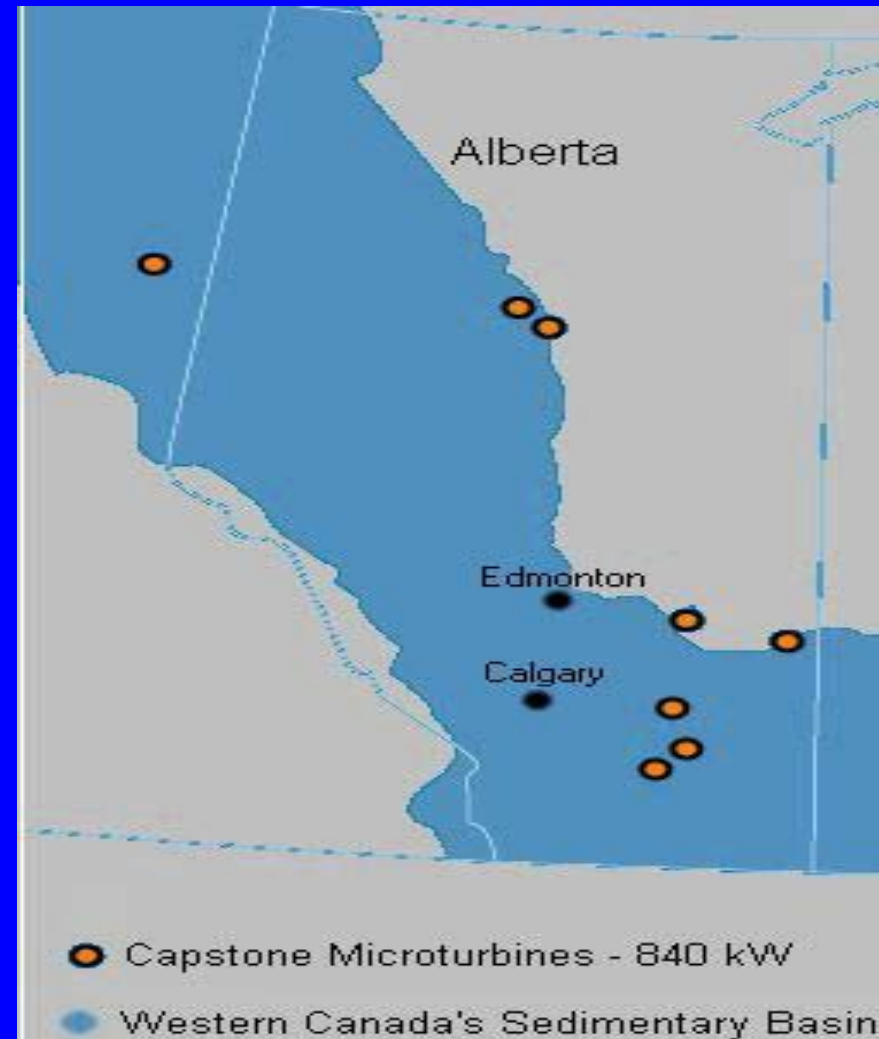 Alberta
Edmonton
Calgary
Capstone Microturbines - 840 kW
Western Canada's Sedimentary Basin